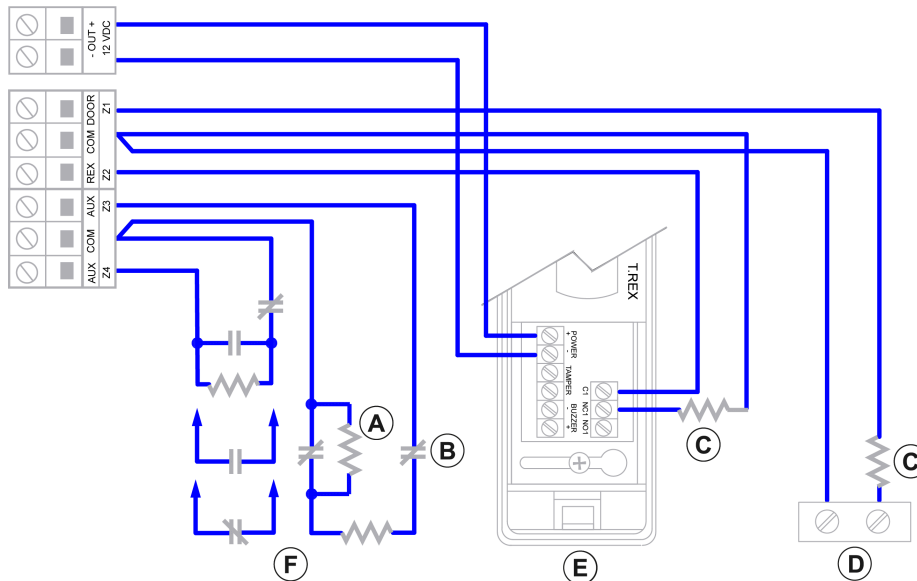 - OUT +
12 VDC
DOOR
Z1
COM
REX
Z2
AUX
Z3
COM
AUX
Z4
T.REX
+ POWER -
TAMPER
- BUZZER +
C1
NC1
NO1
A
B
C
C
D
E
F